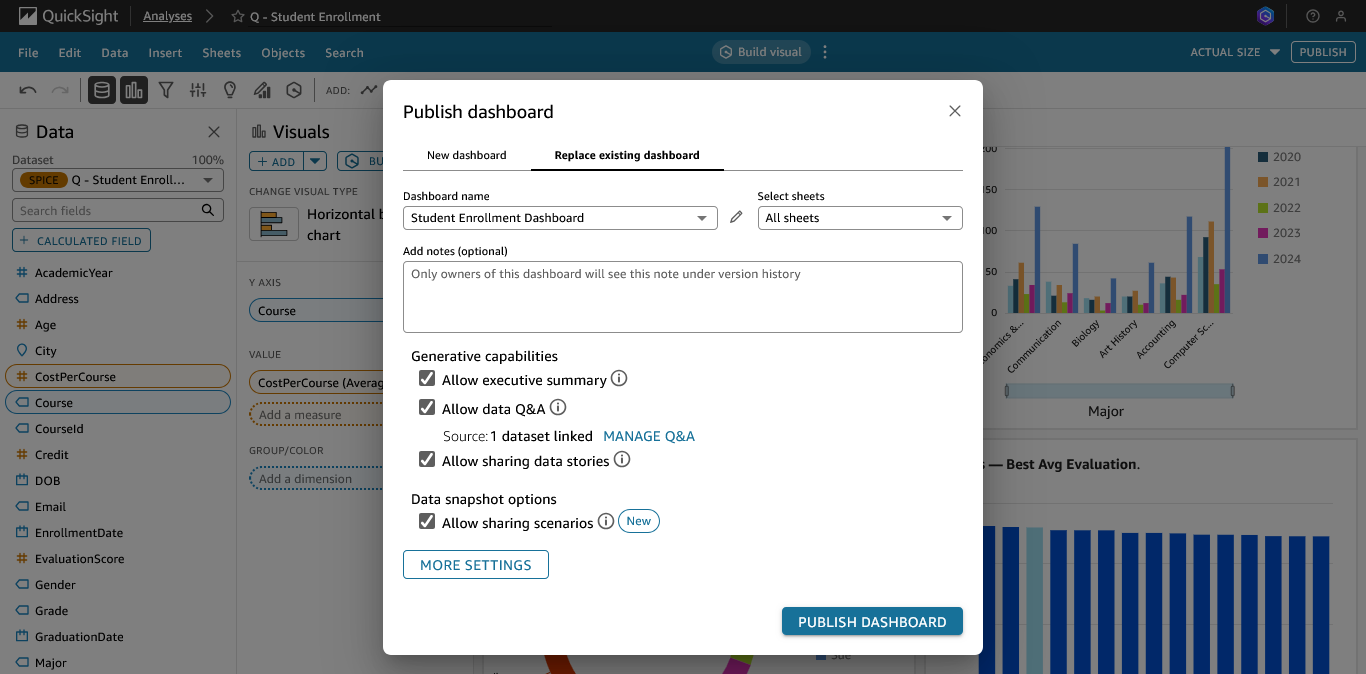 QuickSight
Analyses
Q - Student Enrollment
File Edit Data Insert Sheets Objects Search
Build visual
ACTUAL SIZE
PUBLISH
ADD:
Data
Dataset 100%
SPICE Q - Student Enroll...
Search fields
+ CALCULATED FIELD
AcademicYear
Address
Age
City
CostPerCourse
Course
CourseId
Credit
DOB
Email
EnrollmentDate
EvaluationScore
Gender
Grade
GraduationDate
Major
Visuals
+ ADD
CHANGE VISUAL TYPE
Horizontal
chart
Y AXIS
Course
VALUE
CostPerCourse
Add a measure
GROUP/COLOR
Add a dimension
Publish dashboard
New dashboard
Replace existing dashboard
Dashboard name
Student Enrollment Dashboard
Select sheets
All sheets
Add notes (optional)
Only owners of this dashboard will see this note under version history
Generative capabilities
Allow executive summary
Allow data Q&A
Source: 1 dataset linked MANAGE Q&A
Allow sharing data stories
Data snapshot options
Allow sharing scenarios New
MORE SETTINGS
PUBLISH DASHBOARD
50
0
Communication
Biology
Art History
Accounting
Computer Sc...
Major
2020
2021
2022
2023
2024
— Best Avg Evaluation.